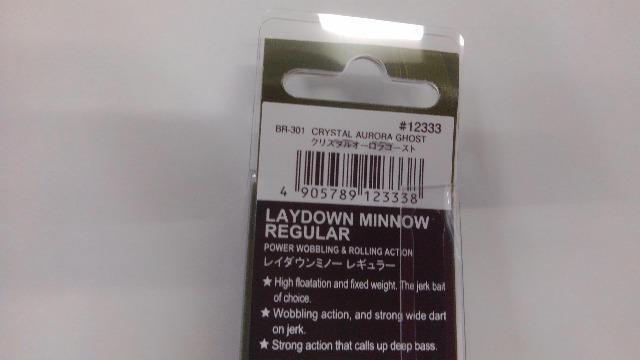 #12333
BR-301 CRYSTAL AURORA GHOST
クリスタルオーロラゴースト
4 905789 123338
LAYDOWN MINNOW
REGULAR
POWER WOBBLING & ROLLING ACTION
レイダウンミノー レギュラー
★ High floatation and fixed weight. The jerk bait
of choice.
★ Wobbling action, and strong wide dart
on jerk.
★ Strong action that calls up deep bass.